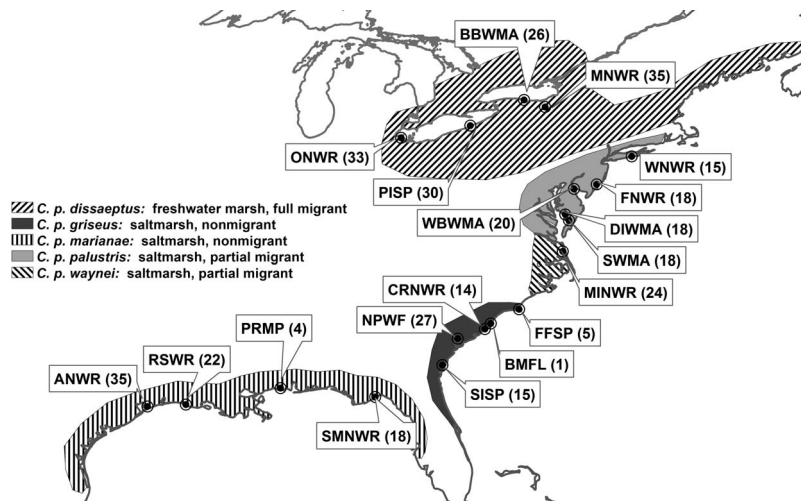 BBWMA (26)
MNWR (35)
ONWR (33)
PISP (30)
WNWR (15)
FNWR (18)
WBWMA (20)
DIWMA (18)
SWMA (18)
MINWR (24)
C. p. dissaeptus: freshwater marsh, full migrant
C. p. griseus: saltmarsh, nonmigrant
C. p. marianae: saltmarsh, nonmigrant
C. p. palustris: saltmarsh, partial migrant
C. p. waynei: saltmarsh, partial migrant
CRNWR (14)
NPWF (27)
FFSP (5)
BMFL (1)
SISP (15)
PRMP (4)
RSWR (22)
ANWR (35)
SMNWR (18)